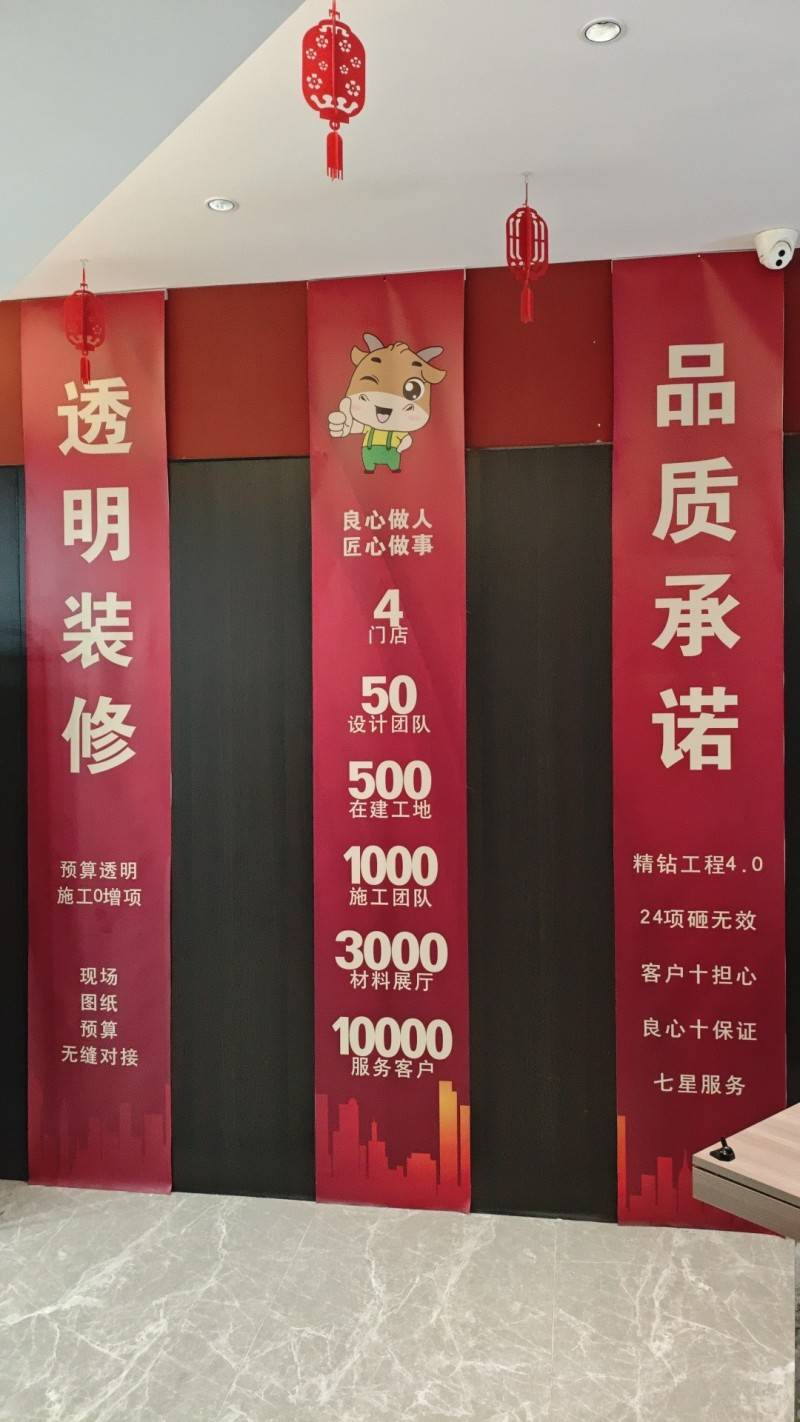 透明装修
预算透明
施工0增项
现场
图纸
预算
无缝对接
良心做人
匠心做事
4
门店
50
设计团队
500
在建工地
1000
施工团队
3000
材料展厅
10000
服务客户
品质承诺
精钻工程4.0
24项砸无效
客户十担心
良心十保证
七星服务